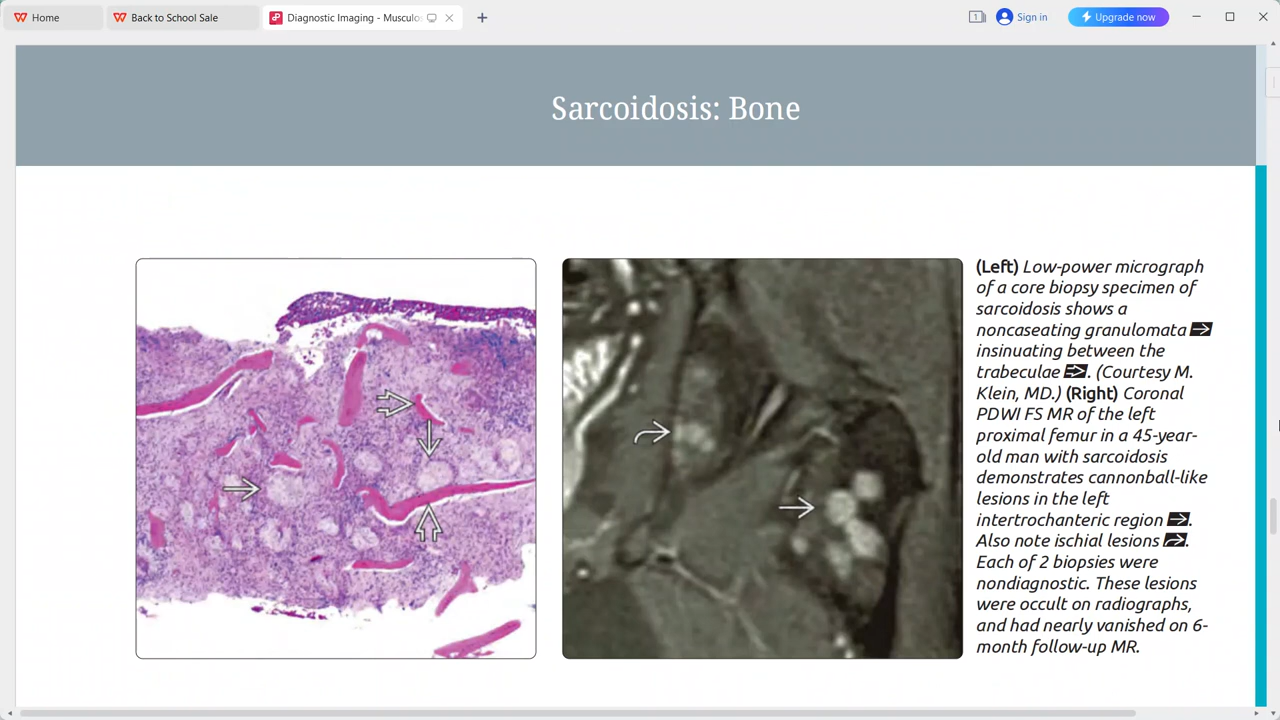 Home
Back to School Sale
Diagnostic Imaging - Musculo
1
Sign in
Upgrade now
Sarcoidosis: Bone
(Left) Low-power micrograph
of a core biopsy specimen of
sarcoidosis shows a
noncaseating granulomata
insinuating between the
trabeculae . (Courtesy M.
Klein, MD.) (Right) Coronal
PDWI FS MR of the left
proximal femur in a 45-year-
old man with sarcoidosis
demonstrates cannonball-like
lesions in the left
intertrochanteric region .
Also note ischial lesions .
Each of 2 biopsies were
nondiagnostic. These lesions
were occult on radiographs,
and had nearly vanished on 6-
month follow-up MR.